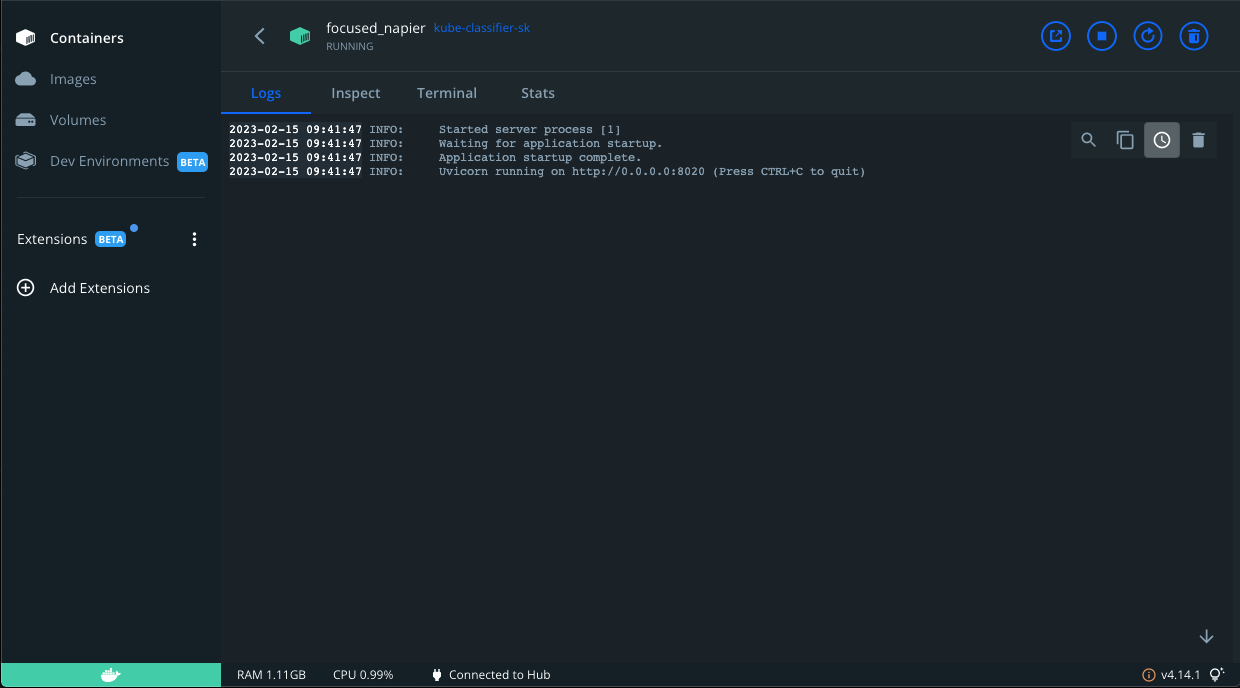 Containers
Images
Volumes
Dev Environments BETA
Extensions BETA
Add Extensions
focused_napier kube-classifier-sk
RUNNING
Logs Inspect Terminal Stats
2023-02-15 09:41:47 INFO: Started server process [1]
2023-02-15 09:41:47 INFO: Waiting for application startup.
2023-02-15 09:41:47 INFO: Application startup complete.
2023-02-15 09:41:47 INFO: Uvicorn running on http://0.0.0.0:8020 (Press CTRL+C to quit)
RAM 1.11GB CPU 0.99% Connected to Hub v4.14.1